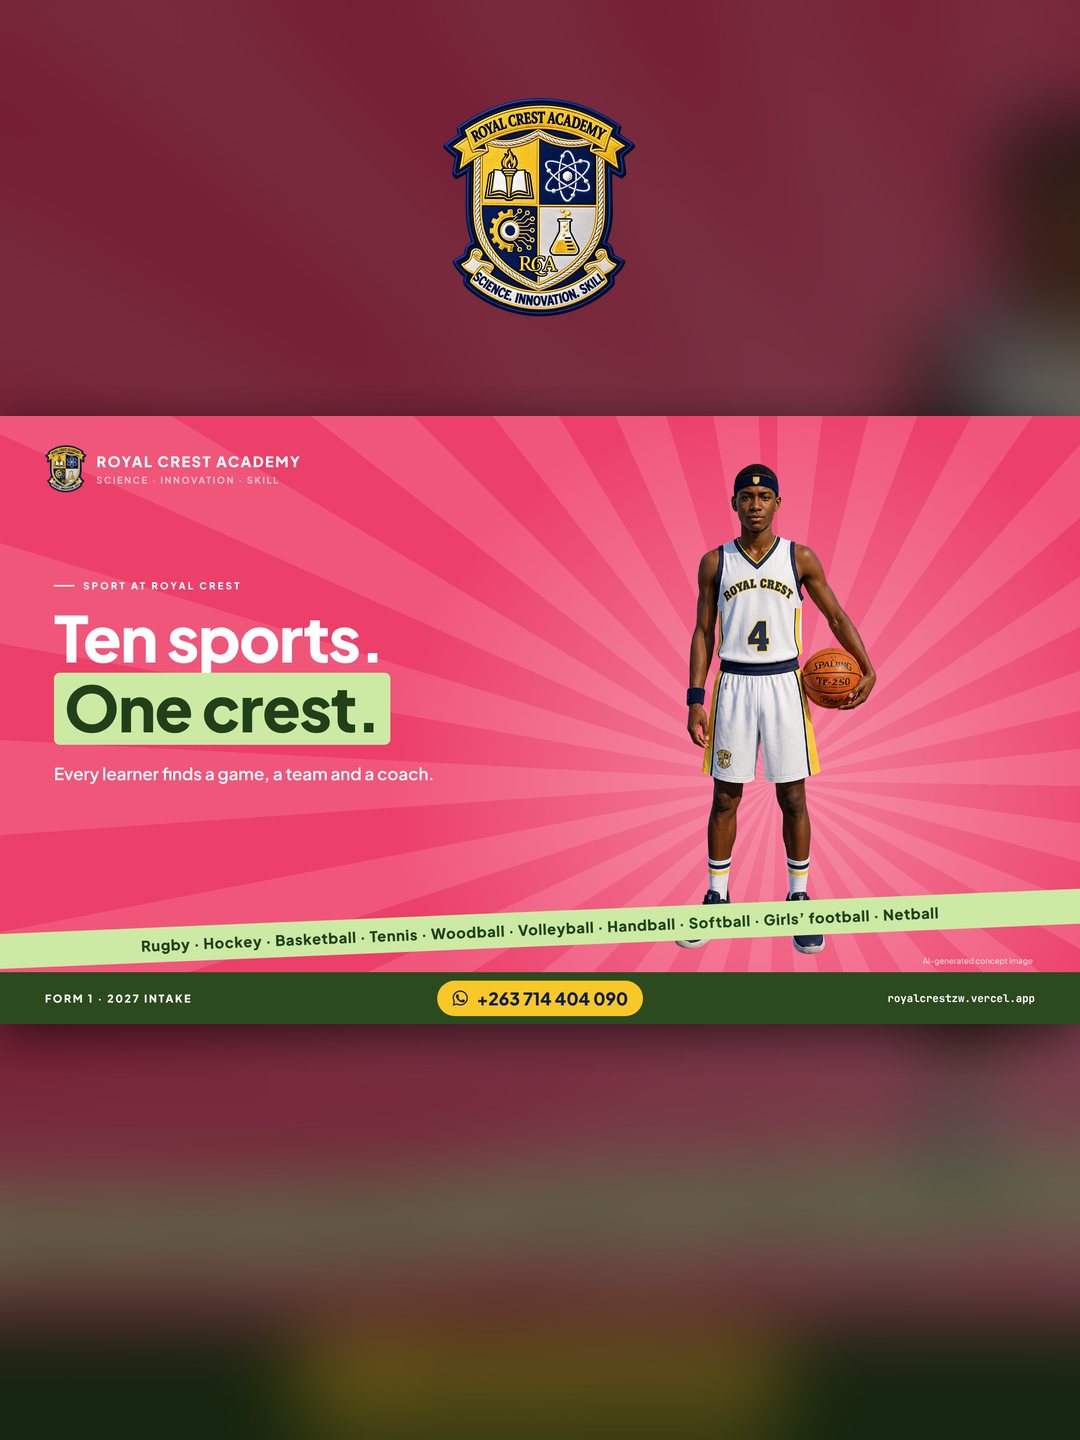 ROYAL CREST ACADEMY
RCA
SCIENCE. INNOVATION. SKILL
ROYAL CREST ACADEMY
SCIENCE · INNOVATION · SKILL
SPORT AT ROYAL CREST
Ten sports.
One crest.
Every learner finds a game, a team and a coach.
ROYAL CREST
4
SPALDING
TF-250
Rugby · Hockey · Basketball · Tennis · Woodball · Volleyball · Handball · Softball · Girls’ football · Netball
AI-generated concept image
FORM 1 · 2027 INTAKE
+263 714 404 090
royalcrestzw.vercel.app